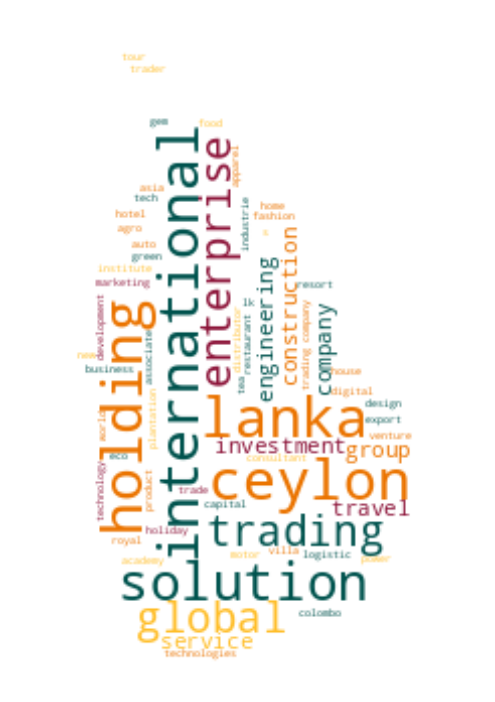 tour
trader
gem
food
international
enterprise
apparel
asia
tech
industrie
home
hotel
fashion
agro
s
auto
green
construction
engineering
institute
marketing
resort
development
holding
lk
trading company
company
distributor
restaurant
associate
new
business
house
tea
digital
plantation
lanka
design
world
export
investment
venture
group
eco
consultant
technology
ceylon
product
trade
capital
travel
holiday
trading
royal
motor
villa
logistic
academy
power
solution
global
colombo
service
technologies